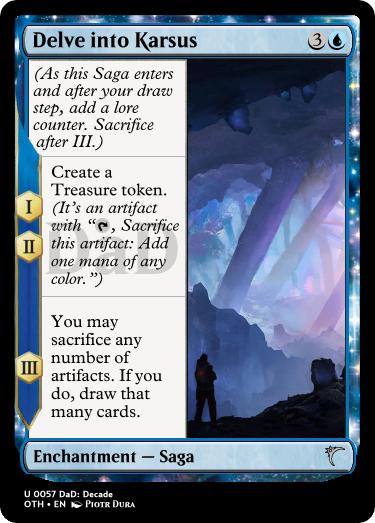 Delve into Karsus 3
(As this Saga enters
and after your draw
step, add a lore
counter. Sacrifice
after III.)
I
II
Create a
Treasure token.
(It's an artifact
with “T, Sacrifice
this artifact: Add
one mana of any
color.”)
DaD
III
You may
sacrifice any
number of
artifacts. If you
do, draw that
many cards.
Enchantment — Saga
U 0057 DaD: Decade
OTH • EN Piotr Dura